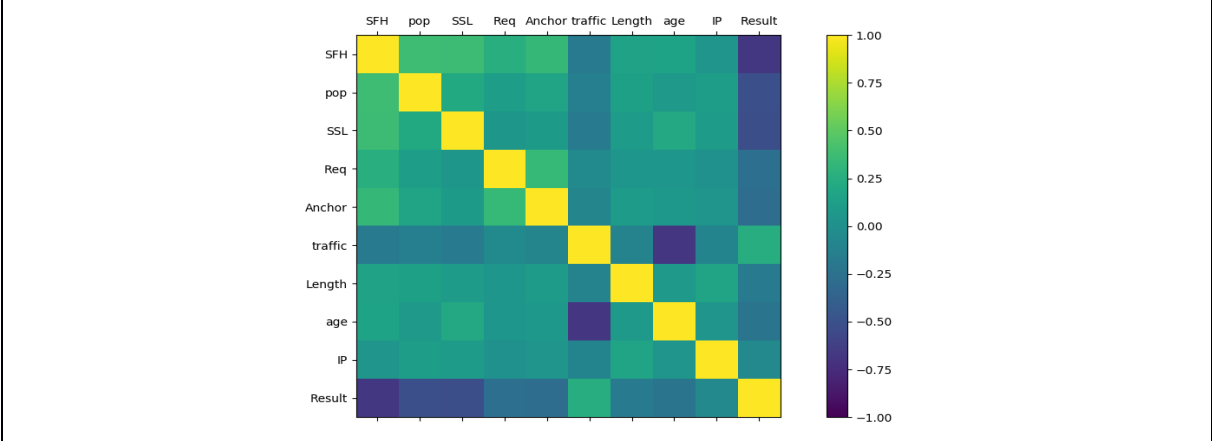 SFH pop SSL Req Anchor traffic Length age IP Result
SFH
pop
SSL
Req
Anchor
traffic
Length
age
IP
Result
1.00
0.75
0.50
0.25
0.00
−0.25
−0.50
−0.75
−1.00